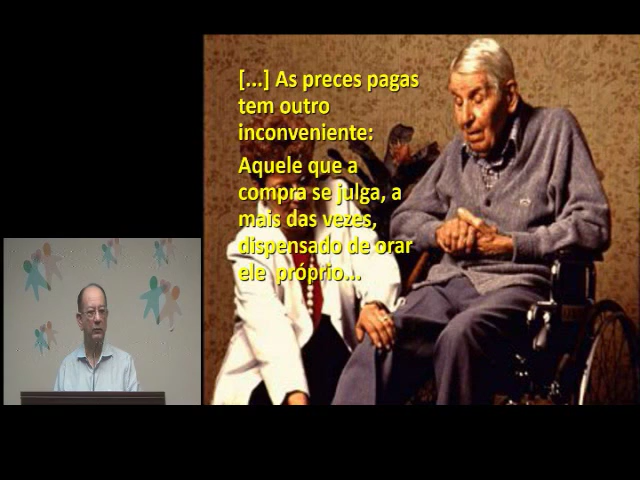 [...] As preces pagas
tem outro
inconveniente:
Aquele que a
compra se julga, a
mais das vezes,
dispensado de orar
ele próprio...